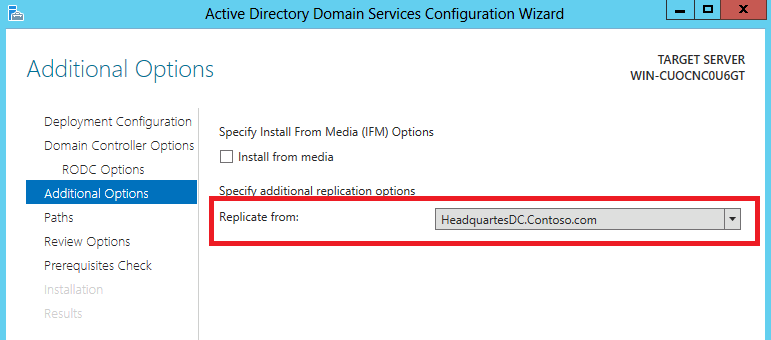 Active Directory Domain Services Configuration Wizard
Additional Options
TARGET SERVER
WIN-CUOCNC0U6GT
Deployment Configuration
Domain Controller Options
RODC Options
Additional Options
Paths
Review Options
Prerequisites Check
Installation
Results
Specify Install From Media (IFM) Options
Install from media
Specify additional replication options
Replicate from:
HeadquartesDC.Contoso.com